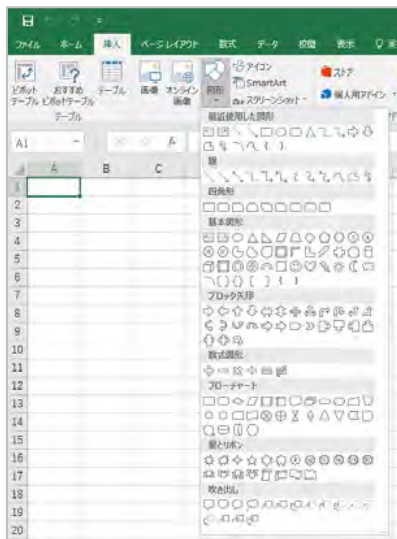 ファイル ホーム 挿入 ページ レイアウト 数式 データ 校閲 表示
ピボット
テーブル
おすすめ
ピボットテーブル
テーブル
画像
オンライン
画像
図形
アイコン
SmartArt
スクリーンショット
ストア
個人用アドイン
テーブル
最近使用した図形
A1
fx
A B C
線
四角形
基本図形
ブロック矢印
数式図形
フローチャート
星とリボン
吹き出し
1
2
3
4
5
6
7
8
9
10
11
12
13
14
15
16
17
18
19
20